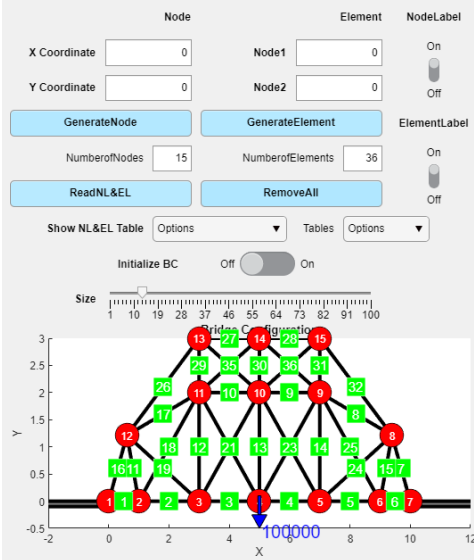 Node Element NodeLabel
X Coordinate 0 Node1 0 On
Y Coordinate 0 Node2 0 Off
GenerateNode GenerateElement ElementLabel
NumberofNodes 15 NumberofElements 36 On
ReadNL&EL RemoveAll Off
Show NL&EL Table Options Tables Options
Initialize BC Off On
Size
1 10 19 28 37 46 55 64 73 82 91 100
Bridge Configuration
3 13 27 14 28 15
29 35 30 36 31
2.5
26 32
2 11 10 10 9 9
17 8
1.5
12 8
18 12 21 13 23 14 25
1
16 11 19 24 15 7
0.5
0 1 1 2 2 3 3 4 5 5 6 6 7
-0.5
100000
-2 0 2 4 6 8 10 12
X
Y